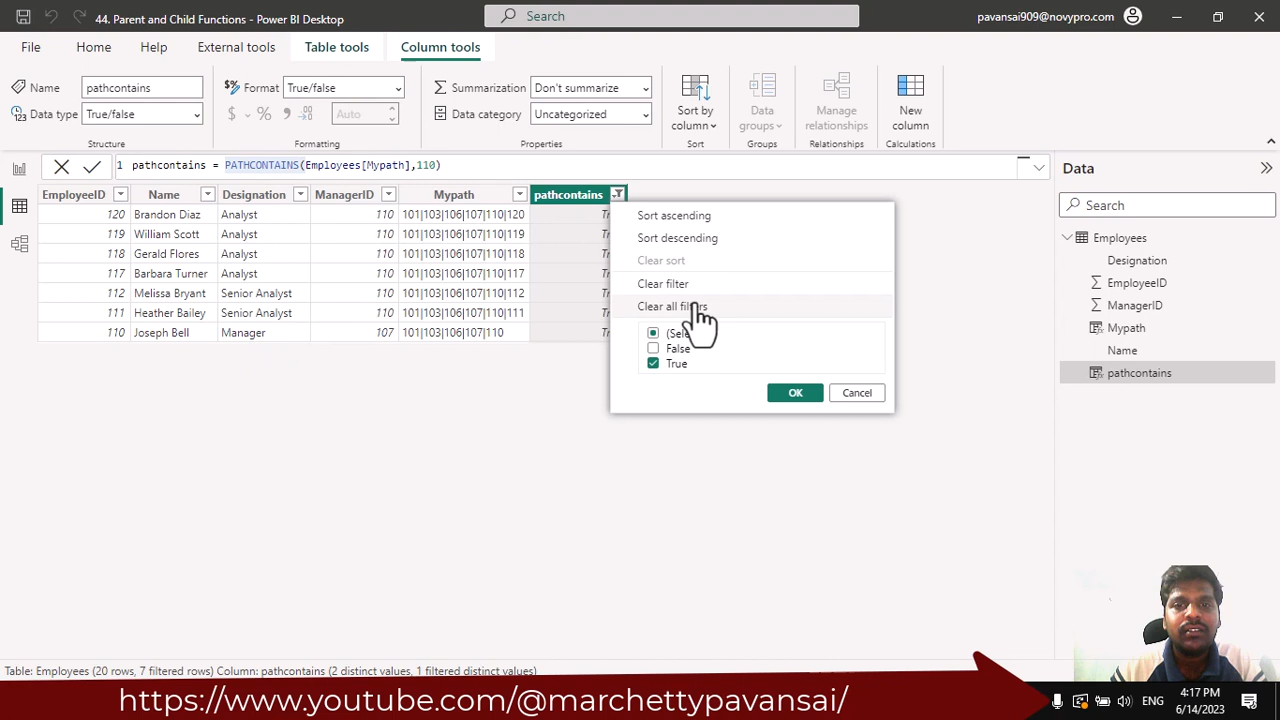 44. Parent and Child Functions - Power BI Desktop
Search
pavansai909@novypro.com
File
Home
Help
External tools
Table tools
Column tools
Name
pathcontains
Format
True/false
Summarization
Don't summarize
Data type
True/false
$
%
Auto
Data category
Uncategorized
Sort by
column
Data
groups
Manage
relationships
New
column
Structure
Formatting
Properties
Sort
Groups
Relationships
Calculations
1 pathcontains = PATHCONTAINS(Employees[Mypath],110)
EmployeeID Name Designation ManagerID Mypath pathcontains
120 Brandon Diaz Analyst 110 101|103|106|107|110|120
119 William Scott Analyst 110 101|103|106|107|110|119
118 Gerald Flores Analyst 110 101|103|106|107|110|118
117 Barbara Turner Analyst 110 101|103|106|107|110|117
112 Melissa Bryant Senior Analyst 110 101|103|106|107|110|112
111 Heather Bailey Senior Analyst 110 101|103|106|107|110|111
110 Joseph Bell Manager 107 101|103|106|107|110
Sort ascending
Sort descending
Clear sort
Clear filter
Clear all filters
False
True
OK
Cancel
Data
Search
Employees
Designation
EmployeeID
ManagerID
Mypath
Name
pathcontains
Table: Employees (20 rows, 7 filtered rows) Column: pathcontains (2 distinct values, 1 filtered distinct values)
https://www.youtube.com/@marchettypavansai/
ENG
4:17 PM
6/14/2023